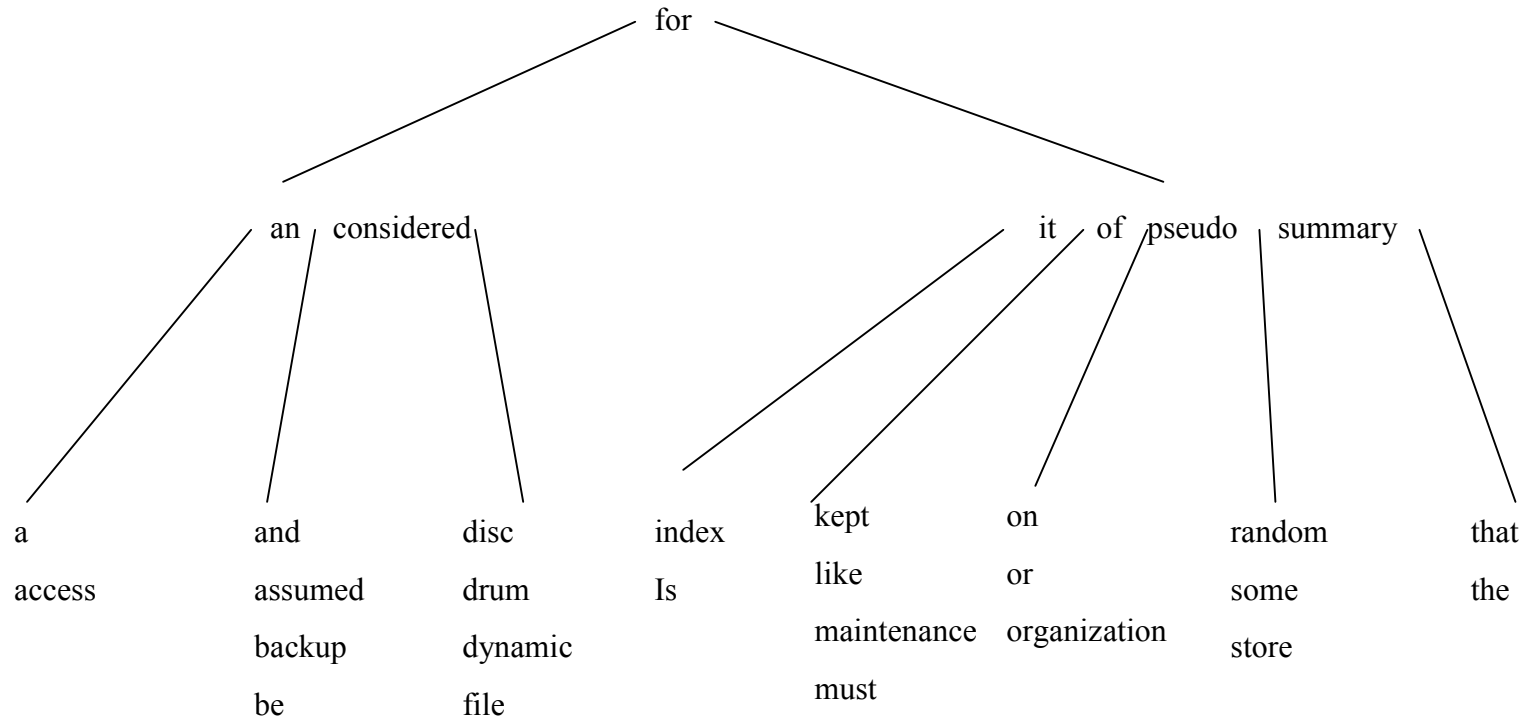 for
an considered it of pseudo summary
a and disc index kept on random that
access assumed drum Is like or some the
backup dynamic maintenance organization store
be file must